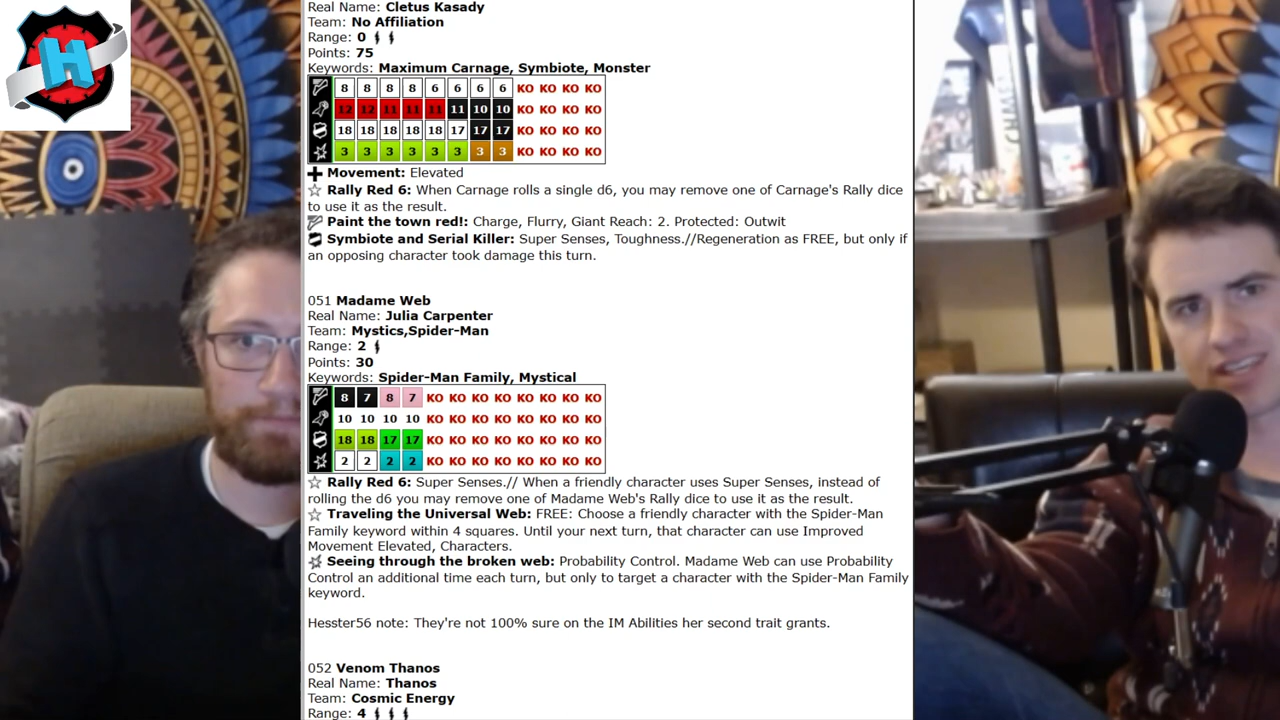 H
Real Name: Cletus Kasady
Team: No Affiliation
Range: 0
Points: 75
Keywords: Maximum Carnage, Symbiote, Monster
8 8 8 8 6 6 6 6 KO KO KO KO
12 12 11 11 11 11 10 10 KO KO KO KO
18 18 18 18 18 17 17 17 KO KO KO KO
3 3 3 3 3 3 3 3 KO KO KO KO
Movement: Elevated
Rally Red 6: When Carnage rolls a single d6, you may remove one of Carnage's Rally dice
to use it as the result.
Paint the town red!: Charge, Flurry, Giant Reach: 2. Protected: Outwit
Symbiote and Serial Killer: Super Senses, Toughness.//Regeneration as FREE, but only if
an opposing character took damage this turn.
051 Madame Web
Real Name: Julia Carpenter
Team: Mystics,Spider-Man
Range: 2
Points: 30
Keywords: Spider-Man Family, Mystical
8 7 8 7 KO KO KO KO KO KO KO KO
10 10 10 10 KO KO KO KO KO KO KO KO
18 18 17 17 KO KO KO KO KO KO KO KO
2 2 2 2 KO KO KO KO KO KO KO KO
Rally Red 6: Super Senses.// When a friendly character uses Super Senses, instead of
rolling the d6 you may remove one of Madame Web's Rally dice to use it as the result.
Traveling the Universal Web: FREE: Choose a friendly character with the Spider-Man
Family keyword within 4 squares. Until your next turn, that character can use Improved
Movement Elevated, Characters.
Seeing through the broken web: Probability Control. Madame Web can use Probability
Control an additional time each turn, but only to target a character with the Spider-Man Family
keyword.
Hesster56 note: They're not 100% sure on the IM Abilities her second trait grants.
052 Venom Thanos
Real Name: Thanos
Team: Cosmic Energy
Range: 4